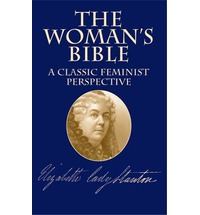 THE
WOMAN'S
BIBLE
A CLASSIC FEMINIST
PERSPECTIVE
Elizabeth Cady Stanton